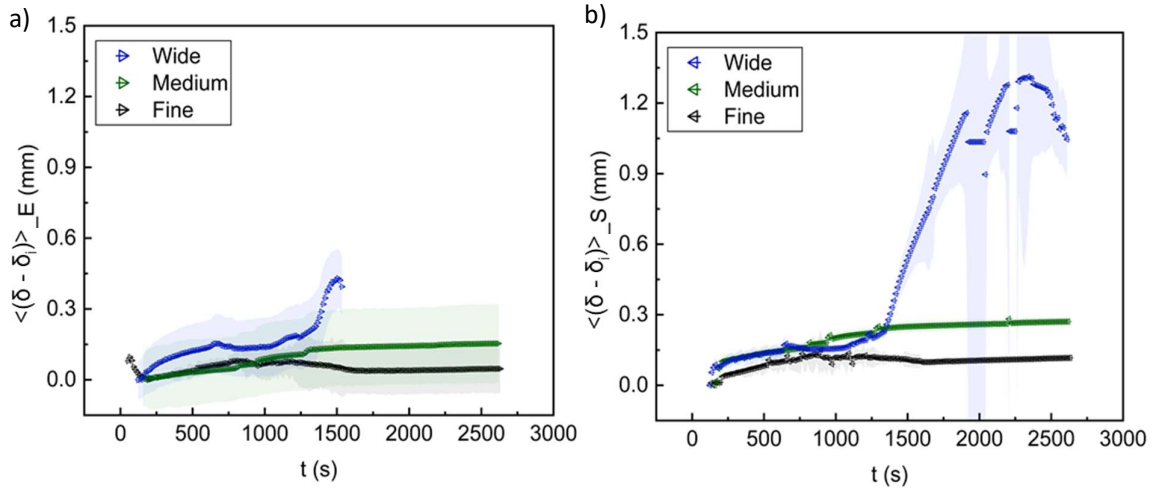 a)
1.5
1.2
0.9
0.6
0.3
0.0
<(δ - δi)>_E (mm)
Wide
Medium
Fine
0 500 1000 1500 2000 2500 3000
t (s)
b)
1.5
1.2
0.9
0.6
0.3
0.0
<(δ - δi)>_S (mm)
Wide
Medium
Fine
0 500 1000 1500 2000 2500 3000
t (s)